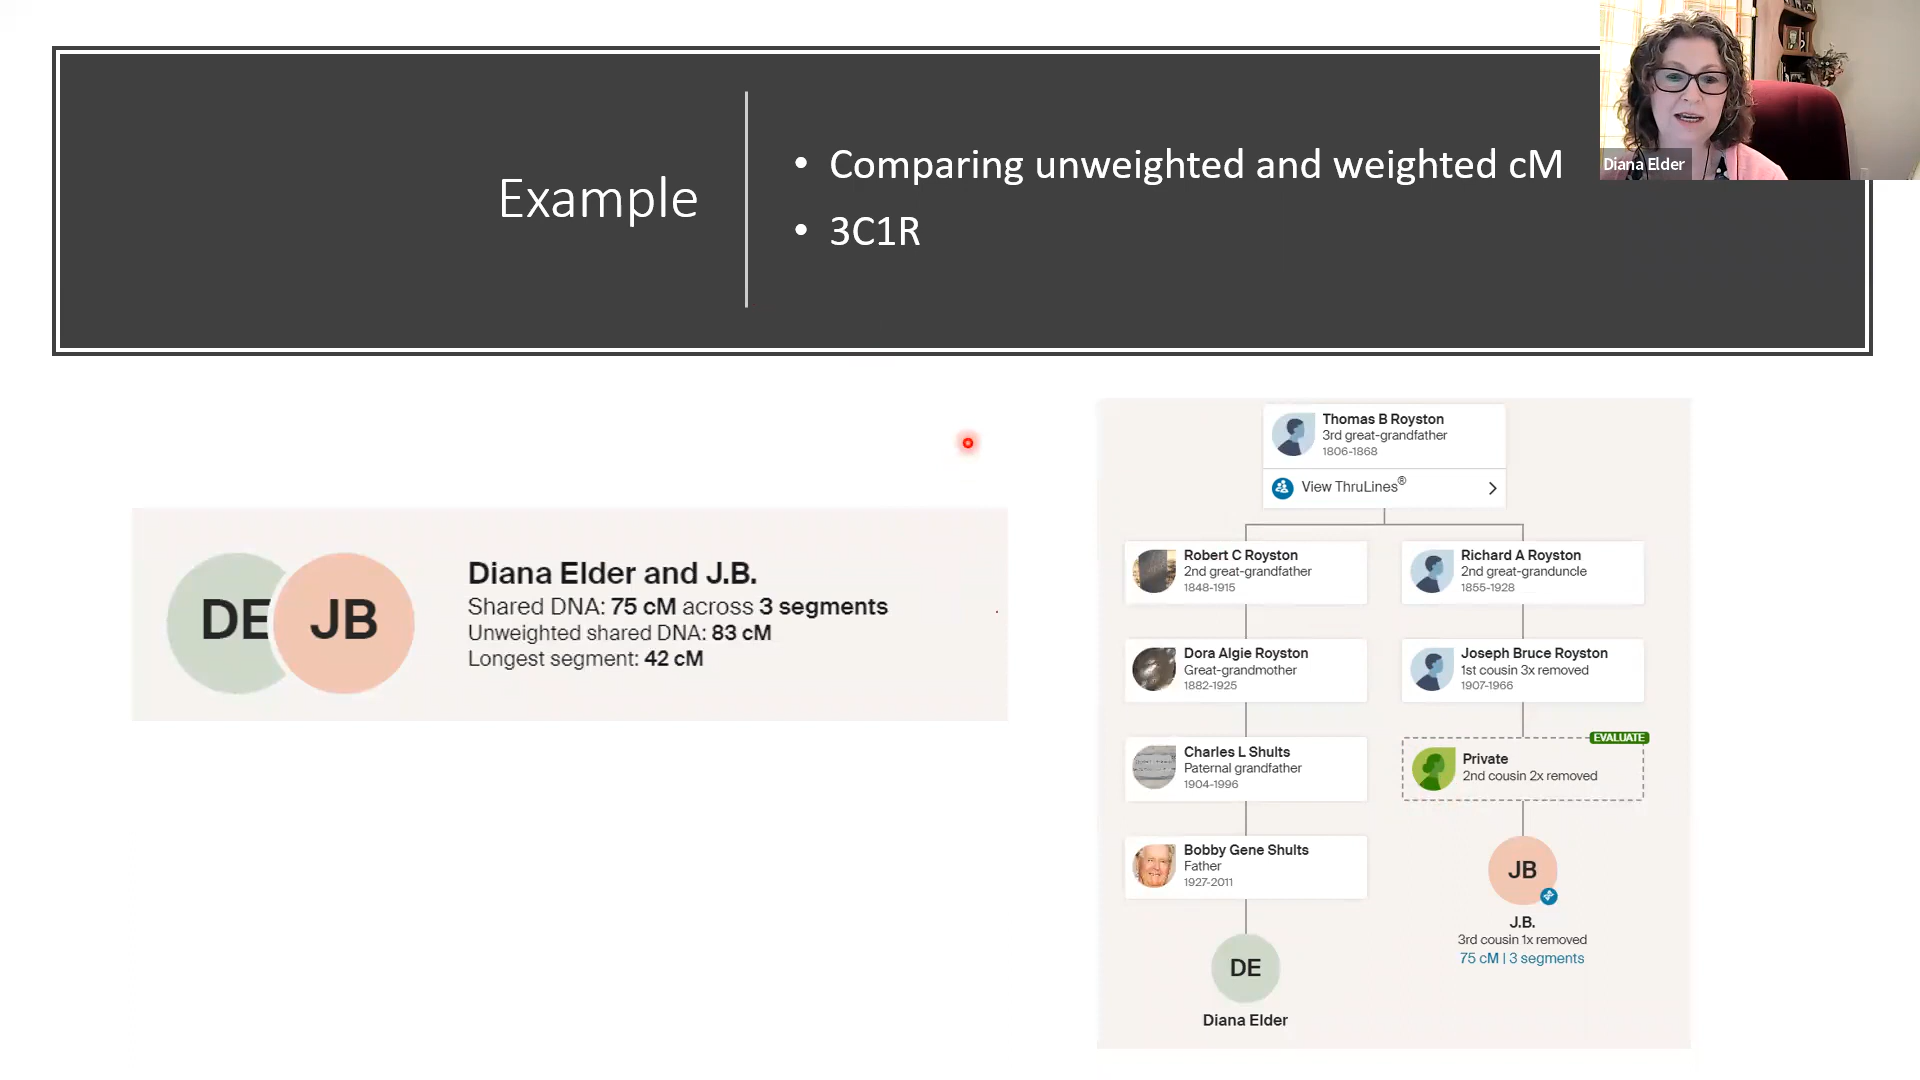 Example
• Comparing unweighted and weighted cM
• 3C1R
Diana Elder
DE
JB
Diana Elder and J.B.
Shared DNA: 75 cM across 3 segments
Unweighted shared DNA: 83 cM
Longest segment: 42 cM
Thomas B Royston
3rd great-grandfather
1806-1868
View ThruLines®
Robert C Royston
2nd great-grandfather
1848-1915
Richard A Royston
2nd great-granduncle
1855-1928
Dora Algie Royston
Great-grandmother
1882-1925
Joseph Bruce Royston
1st cousin 3x removed
1907-1966
Charles L Shults
Paternal grandfather
1904-1996
EVALUATE
Private
2nd cousin 2x removed
Bobby Gene Shults
Father
1927-2011
JB
J.B.
3rd cousin 1x removed
75 cM | 3 segments
DE
Diana Elder